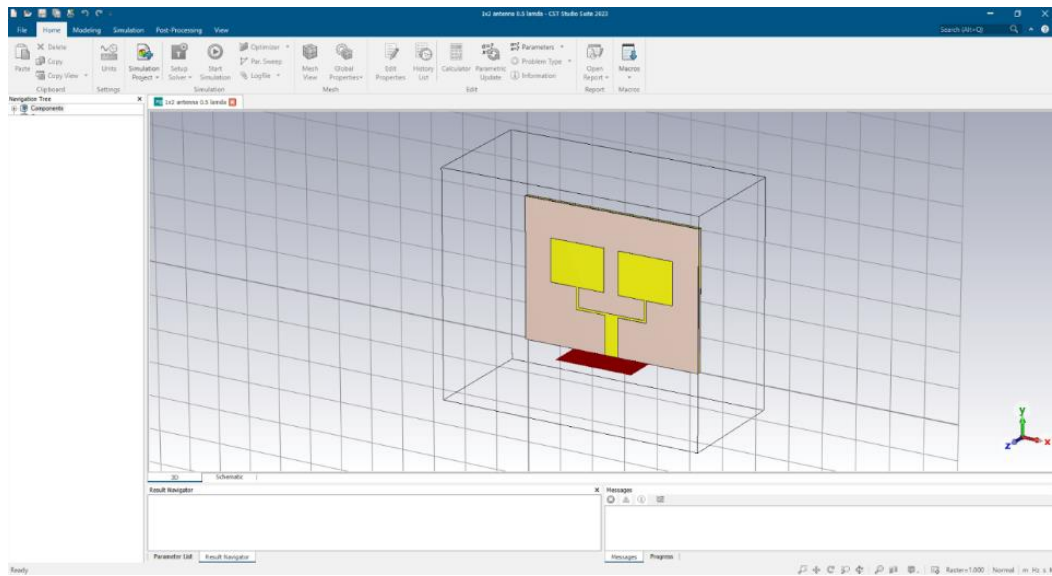 1x2 antenna 0.5 lamda - CST Studio Suite 2022
File Home Modeling Simulation Post-Processing View
Search (Alt+Q)
Paste
Delete
Copy
Copy View
Clipboard
Units
Settings
Simulation Project
Setup Solver
Start Simulation
Optimizer
Par. Sweep
Logfile
Simulation
Mesh View
Global Properties
Mesh
Edit Properties
History List
Calculator
Parametric Update
Parameters
Problem Type
Information
Edit
Open Report
Report
Macros
Macros
Navigation Tree
Components
1x2 antenna 0.5 lamda
y
z
x
3D Schematic
Result Navigator
Messages
Parameter List Result Navigator
Messages Progress
Ready
Raster=1.000 Normal